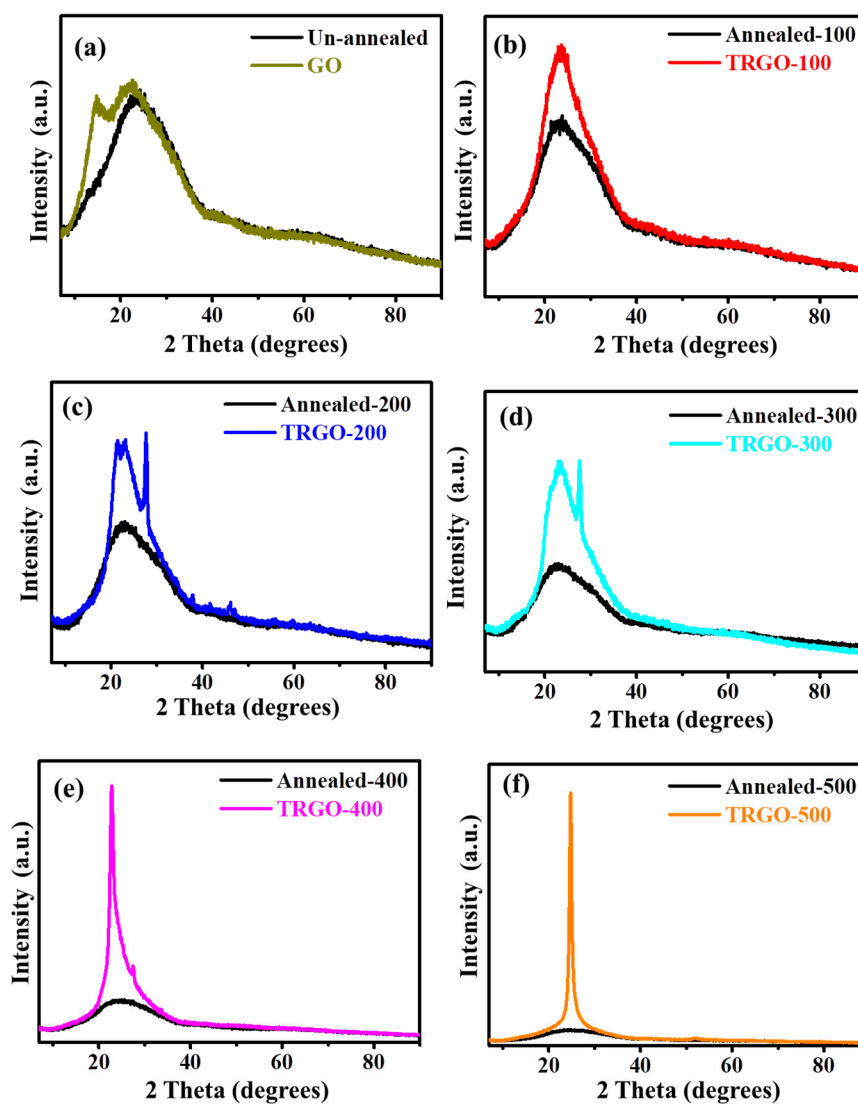 (a)
Un-annealed
GO
Intensity (a.u.)
20 40 60 80
2 Theta (degrees)
(b)
Annealed-100
TRGO-100
Intensity (a.u.)
20 40 60 80
2 Theta (degrees)
(c)
Annealed-200
TRGO-200
Intensity (a.u.)
20 40 60 80
2 Theta (degrees)
(d)
Annealed-300
TRGO-300
Intensity (a.u.)
20 40 60 80
2 Theta (degrees)
(e)
Annealed-400
TRGO-400
Intensity (a.u.)
20 40 60 80
2 Theta (degrees)
(f)
Annealed-500
TRGO-500
Intensity (a.u.)
20 40 60 80
2 Theta (degrees)